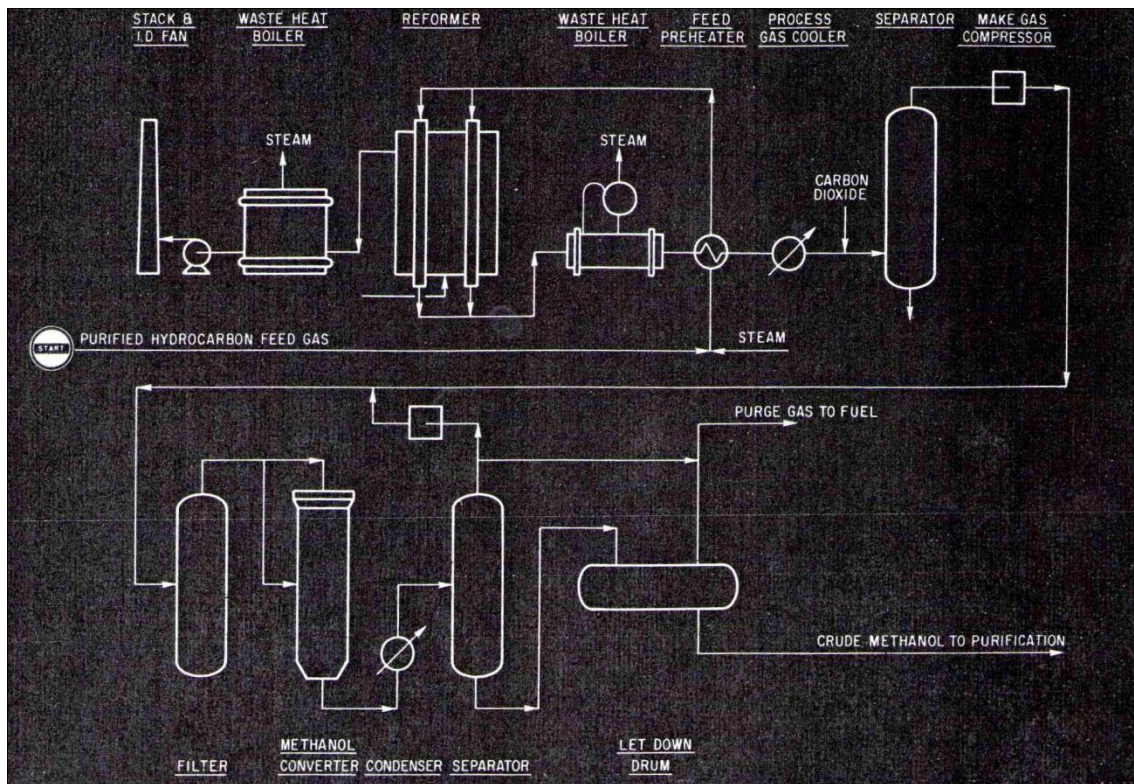 STACK &
I.D. FAN
WASTE HEAT
BOILER
REFORMER
WASTE HEAT
BOILER
FEED
PREHEATER
PROCESS
GAS COOLER
SEPARATOR
MAKE GAS
COMPRESSOR
STEAM
STEAM
CARBON
DIOXIDE
START
PURIFIED HYDROCARBON FEED GAS
STEAM
PURGE GAS TO FUEL
CRUDE METHANOL TO PURIFICATION
FILTER
METHANOL
CONVERTER
CONDENSER
SEPARATOR
LET DOWN
DRUM